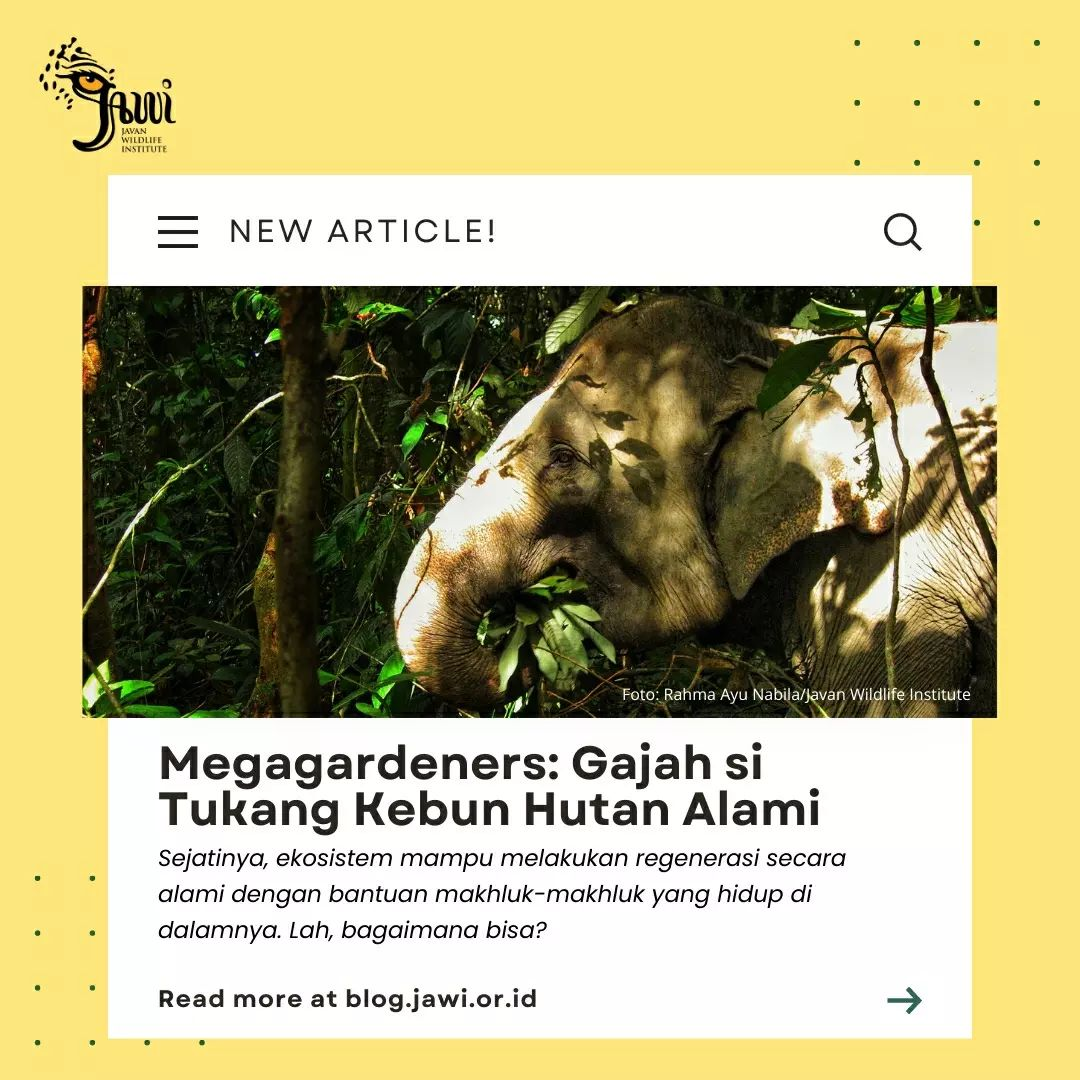 Jawi
JAVAN
WILDLIFE
INSTITUTE
NEW ARTICLE!
Foto: Rahma Ayu Nabila/Javan Wildlife Institute
Megagardeners: Gajah si
Tukang Kebun Hutan Alami
Sejatinya, ekosistem mampu melakukan regenerasi secara
alami dengan bantuan makhluk-makhluk yang hidup di
dalamnya. Lah, bagaimana bisa?
Read more at blog.jawi.or.id